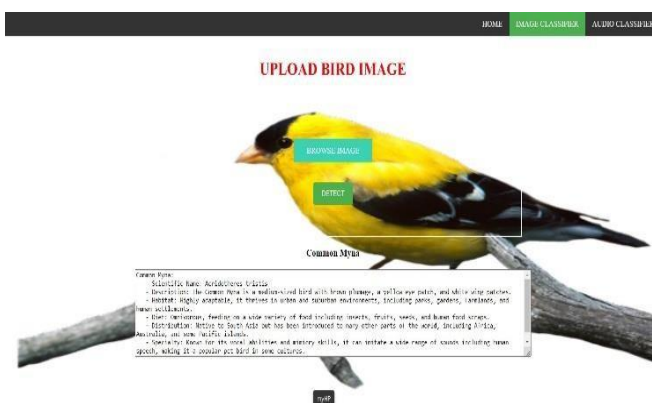 HOME IMAGE CLASSIFIER AUDIO CLASSIFIER
UPLOAD BIRD IMAGE
BROWSE IMAGE
DETECT
Common Myna
Common Myna:
- Scientific Name: Acridotheres tristis
- Description: The Common Myna is a medium-sized bird with brown plumage, a yellow eye patch, and white wing patches.
- Habitat: Highly adaptable, it thrives in urban and suburban environments, including parks, gardens, farmlands, and
human settlements.
- Diet: Omnivorous, feeding on a wide variety of food including insects, fruits, seeds, and human food scraps.
- Distribution: Native to South Asia but has been introduced to many other parts of the world, including Africa,
Australia, and some Pacific islands.
- Specialty: Known for its vocal abilities and mimicry skills, it can imitate a wide range of sounds including human
speech, making it a popular pet bird in some cultures.